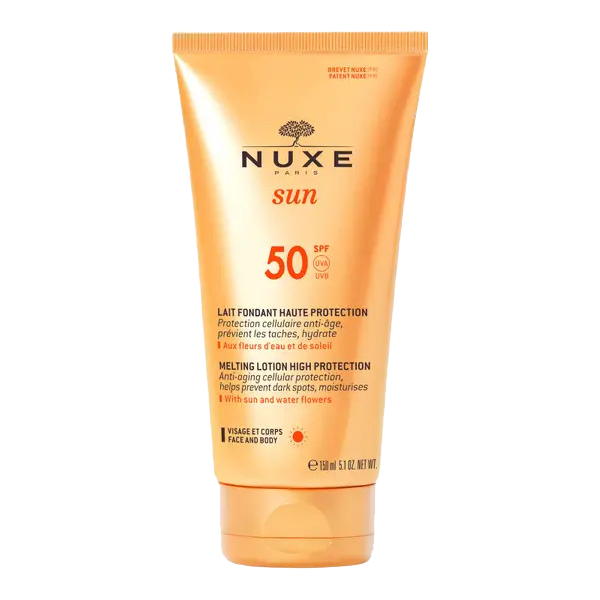 BREVET NUXE
PATENT NUXE
NUXE
PARIS
sun
50
SPF
UVA
UVB
LAIT FONDANT HAUTE PROTECTION
Protection cellulaire anti-âge,
prévient les taches, hydrate
Aux fleurs d'eau et de soleil
MELTING LOTION HIGH PROTECTION
Anti-aging cellular protection,
helps prevent dark spots, moisturises
With sun and water flowers
VISAGE ET CORPS
FACE AND BODY
℮150 ml 5.1 OZ. NET WT.